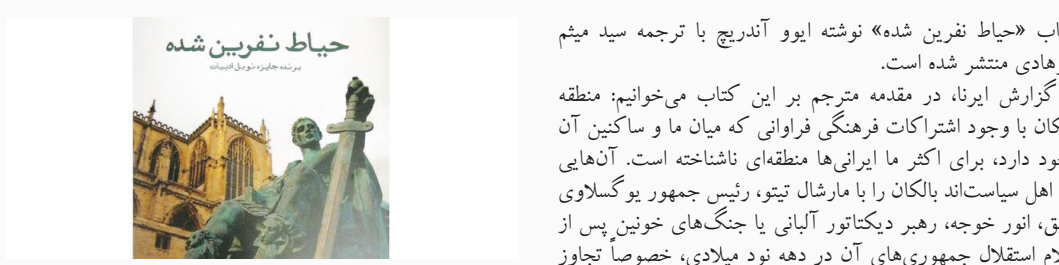 حیاط نفرین شده
برنده جایزه نوبل ادبیات
اب «حیاط نفرین شده» نوشته ایوو آندریچ با ترجمه سید میثم
هادی منتشر شده است.
گزارش ایرنا، در مقدمه مترجم بر این کتاب می‌خوانیم: منطقه
کان با وجود اشتراکات فرهنگی فراوانی که میان ما و ساکنین آن
ود دارد، برای اکثر ما ایرانی‌ها منطقه‌ای ناشناخته است. آن‌هایی
اهل سیاست‌اند بالکان را با مارشال تیتو، رئیس جمهور یوگسلاوی
ق، انور خوجه، رهبر دیکتاتور آلبانی یا جنگ‌های خونین پس از
لام استقلال جمهوری‌های آن در دهه نود میلادی، خصوصاً تجاوز